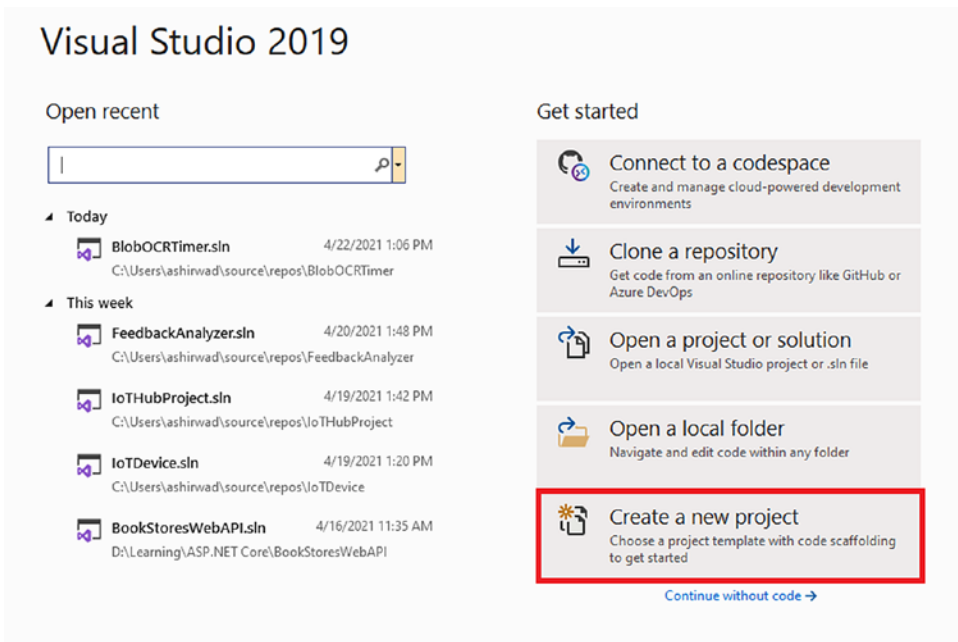 Visual Studio 2019
Open recent
Today
BlobOCRTimer.sln 4/22/2021 1:06 PM
C:\Users\ashirwad\source\repos\BlobOCRTimer
This week
FeedbackAnalyzer.sln 4/20/2021 1:48 PM
C:\Users\ashirwad\source\repos\FeedbackAnalyzer
IoTHubProject.sln 4/19/2021 1:42 PM
C:\Users\ashirwad\source\repos\IoTHubProject
IoTDevice.sln 4/19/2021 1:20 PM
C:\Users\ashirwad\source\repos\IoTDevice
BookStoresWebAPI.sln 4/16/2021 11:35 AM
D:\Learning\ASP.NET Core\BookStoresWebAPI
Get started
Connect to a codespace
Create and manage cloud-powered development
environments
Clone a repository
Get code from an online repository like GitHub or
Azure DevOps
Open a project or solution
Open a local Visual Studio project or .sln file
Open a local folder
Navigate and edit code within any folder
Create a new project
Choose a project template with code scaffolding
to get started
Continue without code →